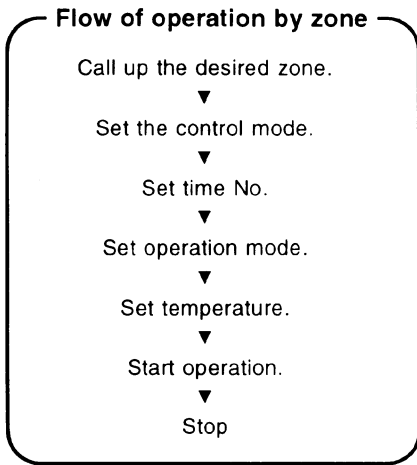 Flow of operation by zone
Call up the desired zone.
▼
Set the control mode.
▼
Set time No.
▼
Set operation mode.
▼
Set temperature.
▼
Start operation.
▼
Stop